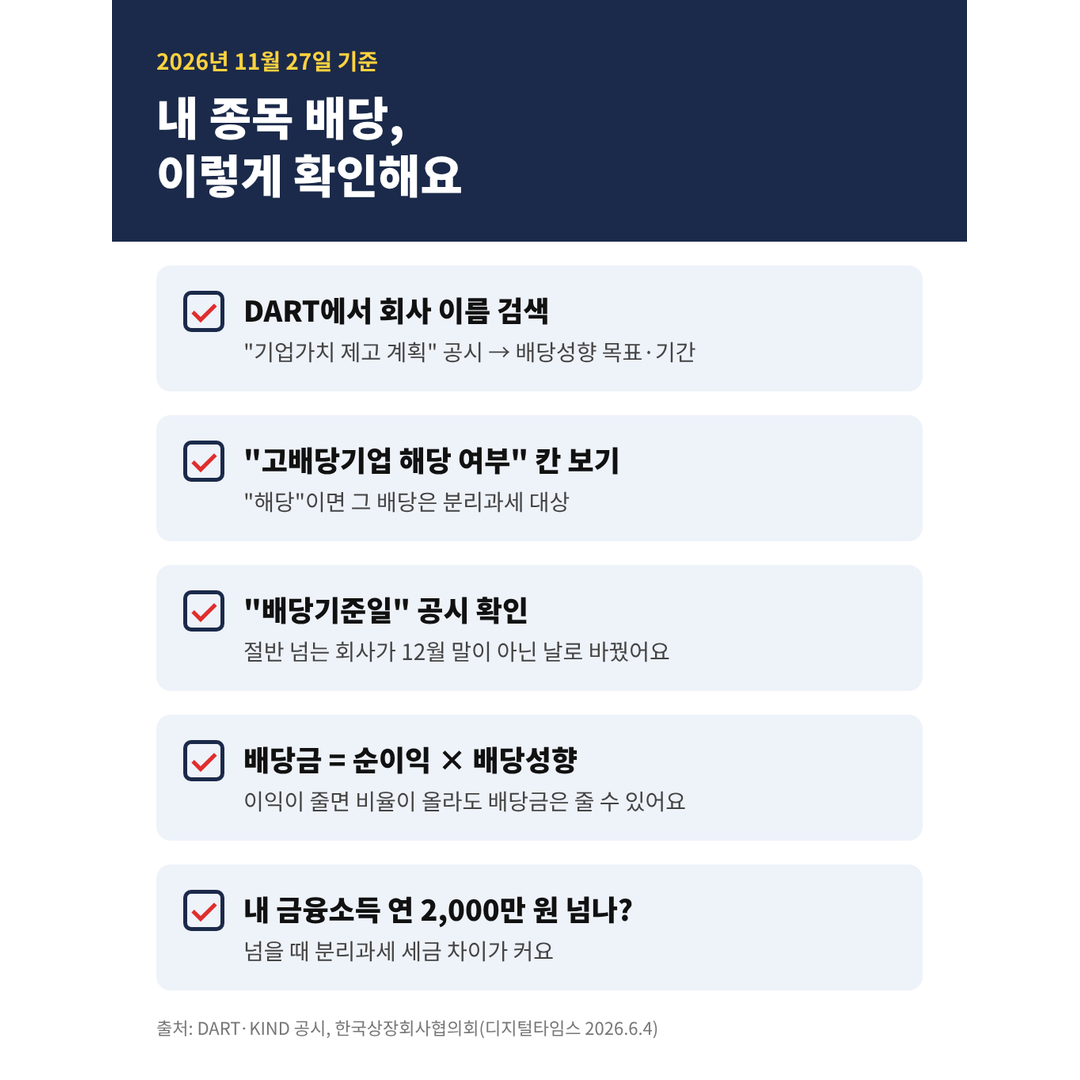 2026년 11월 27일 기준
내 종목 배당,
이렇게 확인해요
DART에서 회사 이름 검색
"기업가치 제고 계획" 공시 → 배당성향 목표·기간
"고배당기업 해당 여부" 칸 보기
"해당"이면 그 배당은 분리과세 대상
"배당기준일" 공시 확인
절반 넘는 회사가 12월 말이 아닌 날로 바꿨어요
배당금 = 순이익 × 배당성향
이익이 줄면 비율이 올라도 배당금은 줄 수 있어요
내 금융소득 연 2,000만 원 넘나?
넘을 때 분리과세 세금 차이가 커요
출처: DART·KIND 공시, 한국상장회사협의회(디지털타임스 2026.6.4)